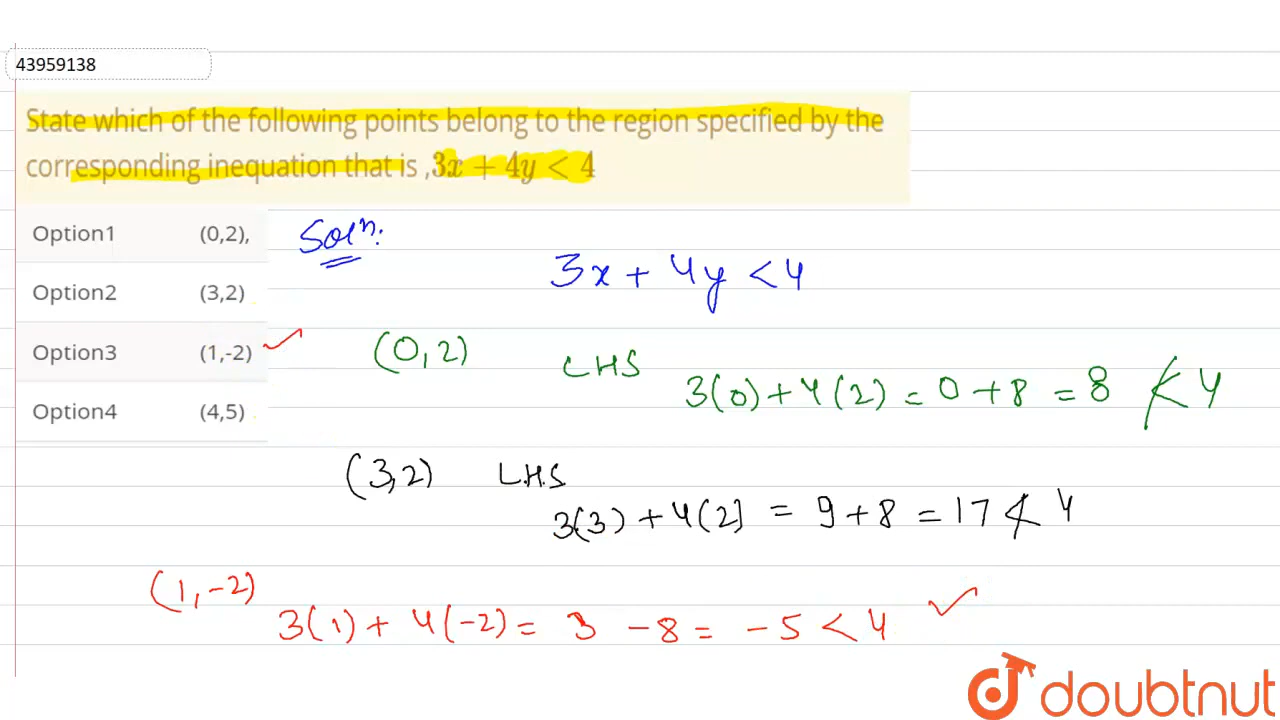 43959138
State which of the following points belong to the region specified by the
corresponding inequation that is ,3x + 4y < 4
Option1 (0,2),
Option2 (3,2)
Option3 (1,-2) ✓
Option4 (4,5)
Solⁿ:
3x + 4y < 4
(0,2) LHS
3(0) + 4(2) = 0 + 8 = 8 ≮ 4
(3,2) L.H.S
3(3) + 4(2] = 9 + 8 = 17 ≮ 4
(1,-2)
3(1) + 4(-2) = 3 - 8 = -5 < 4 ✓
doubtnut